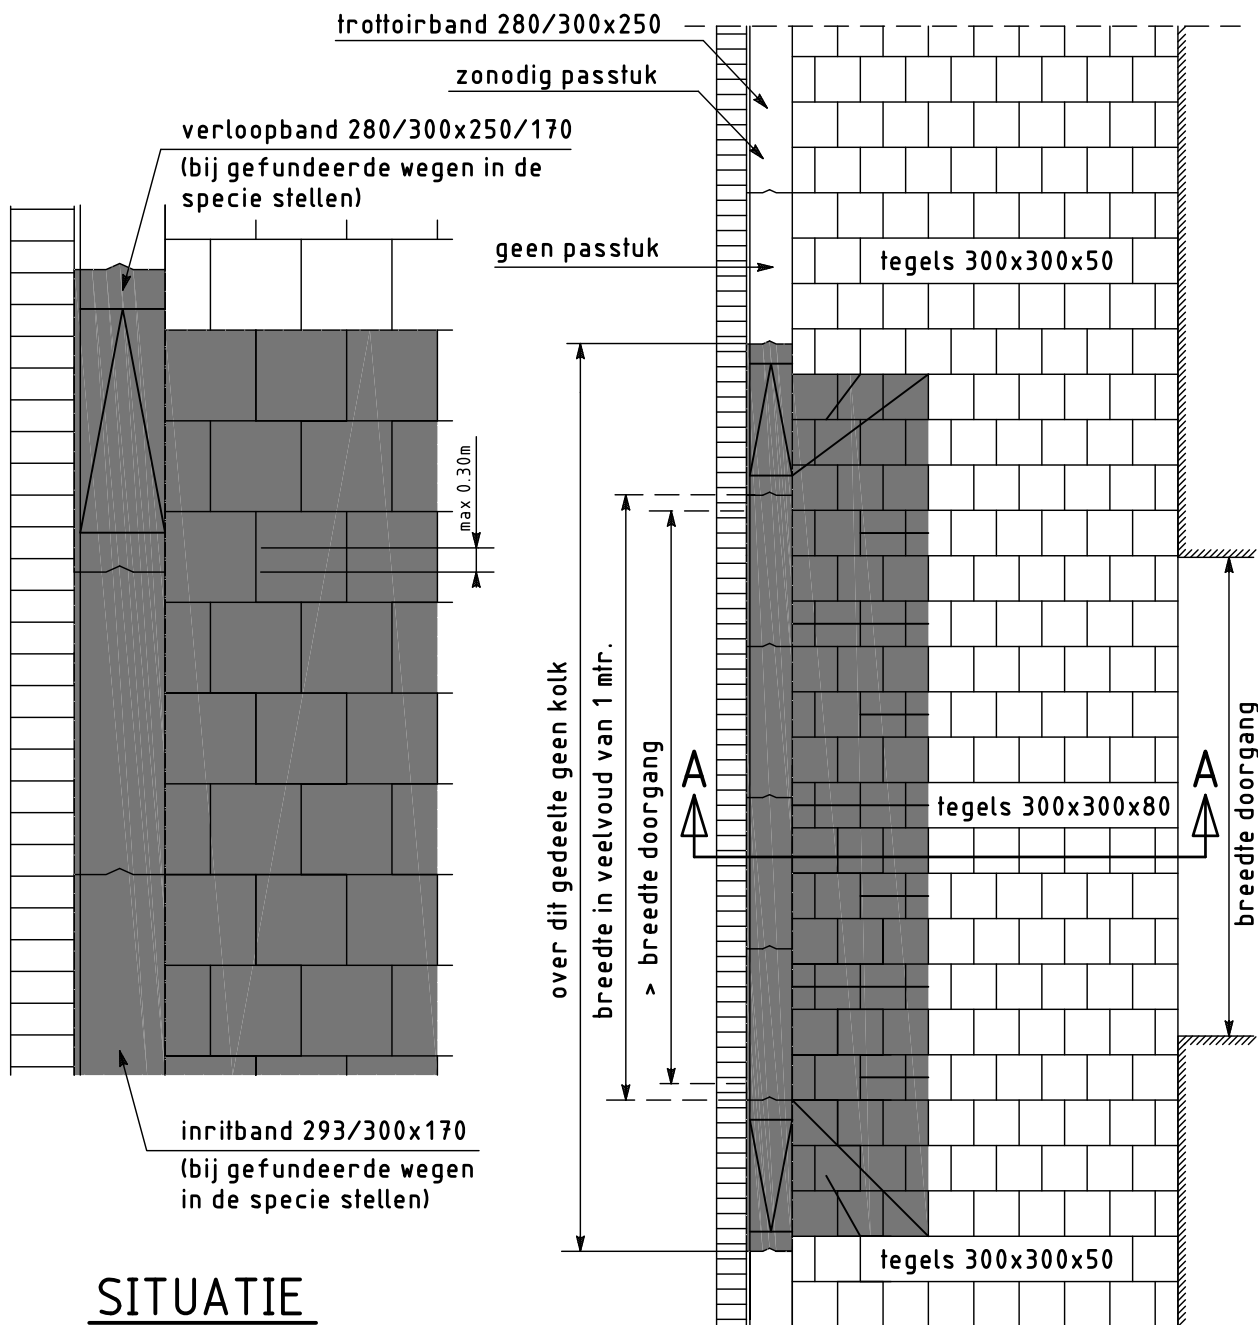 trottoirband 280/300x250
zonodig passtuk
verloopband 280/300x250/170
(bij gefundeerde wegen in de
specie stellen)
geen passtuk
tegels 300x300x50
max 0.30m
over dit gedeelte geen kolk
breedte in veelvoud van 1 mtr.
> breedte doorgang
A
A
tegels 300x300x80
breedte doorgang
inritband 293/300x170
(bij gefundeerde wegen
in de specie stellen)
tegels 300x300x50
SITUATIE